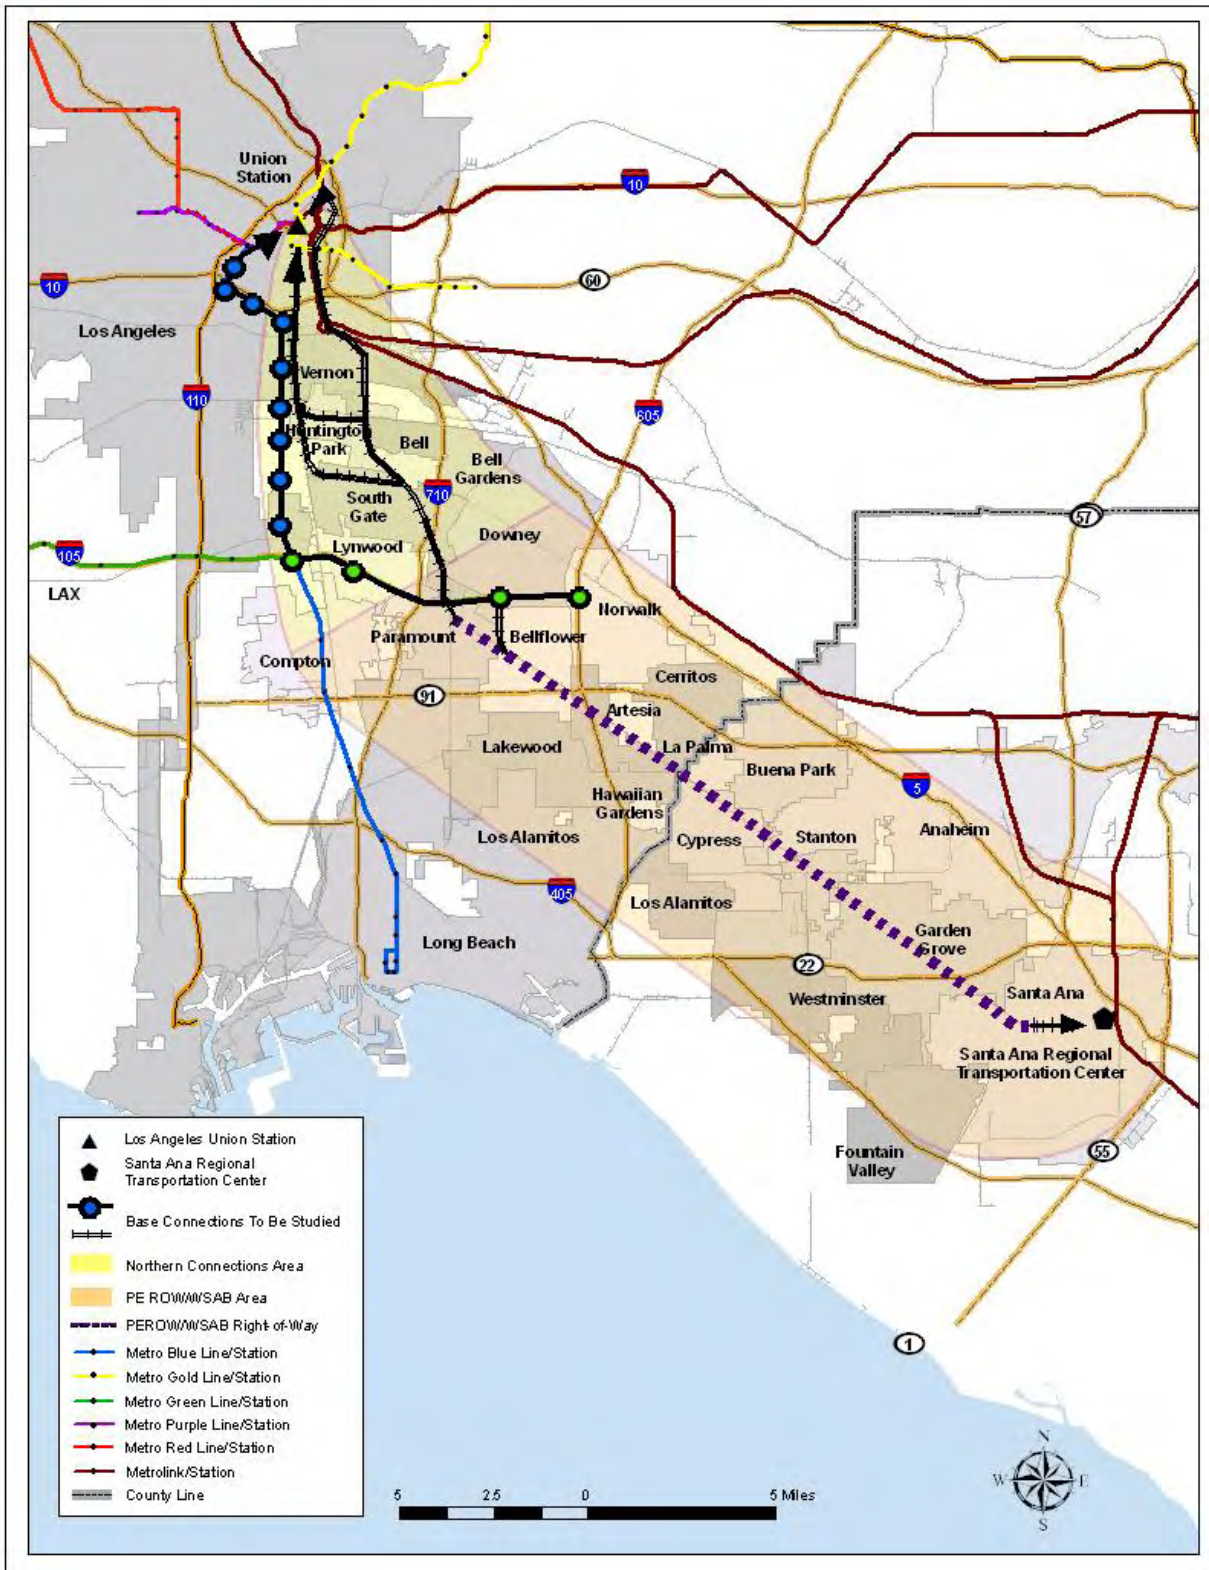 Union
Station
10
10
60
Los Angeles
Vernon
110
605
Huntington
Park
Bell
Bell
Gardens
710
South
Gate
57
Downey
Lynwood
105
LAX
Norwalk
Paramount
Bellflower
Compton
Cerritos
91
Artesia
Lakewood
La Palma
Buena Park
5
Hawaiian
Gardens
Los Alamitos
Cypress
Stanton
Anaheim
405
Los Alamitos
Garden
Grove
Long Beach
22
Westminster
Santa Ana
Santa Ana Regional
Transportation Center
Fountain
Valley
55
1
Los Angeles Union Station
Santa Ana Regional
Transportation Center
Base Connections To Be Studied
Northern Connections Area
PE ROW/WSAB Area
PEROW/WSAB Right-of-Way
Metro Blue Line/Station
Metro Gold Line/Station
Metro Green Line/Station
Metro Purple Line/Station
Metro Red Line/Station
Metrolink/Station
County Line
5 2.5 0 5 Miles
N
W E
S